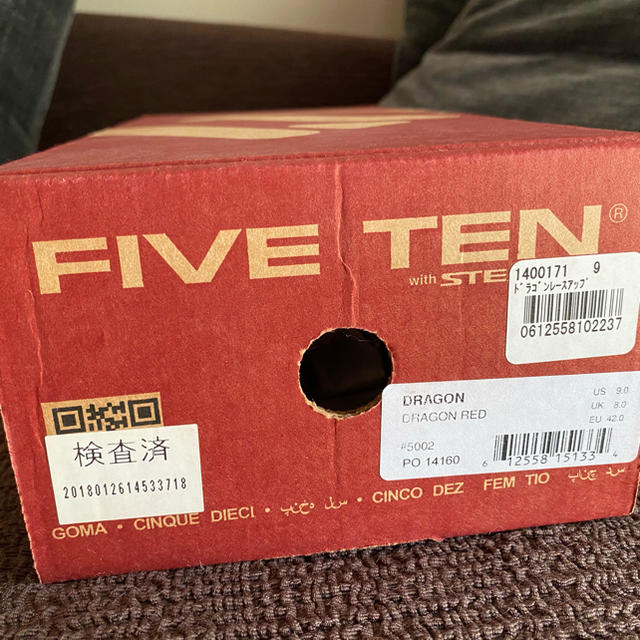 FIVE TEN®
with STE
1400171 9
ドラゴンレースアップ
0612558102237
DRAGON
DRAGON RED
#5002
PO 14160
US 9.0
UK 8.0
EU 42.0
6 12558 15133 4
検査済
2018012614533718
GOMA • CINQUE DIECI • • CINCO DEZ FEM TIO